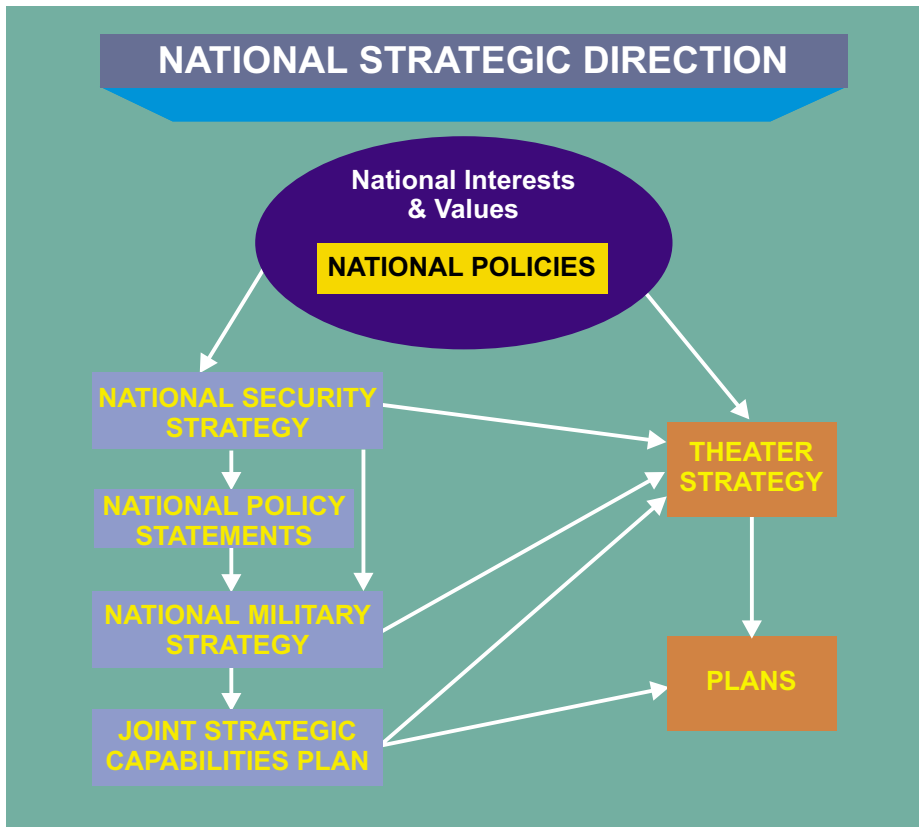 NATIONAL STRATEGIC DIRECTION
National Interests
& Values
NATIONAL POLICIES
NATIONAL SECURITY
STRATEGY
NATIONAL POLICY
STATEMENTS
NATIONAL MILITARY
STRATEGY
JOINT STRATEGIC
CAPABILITIES PLAN
THEATER
STRATEGY
PLANS